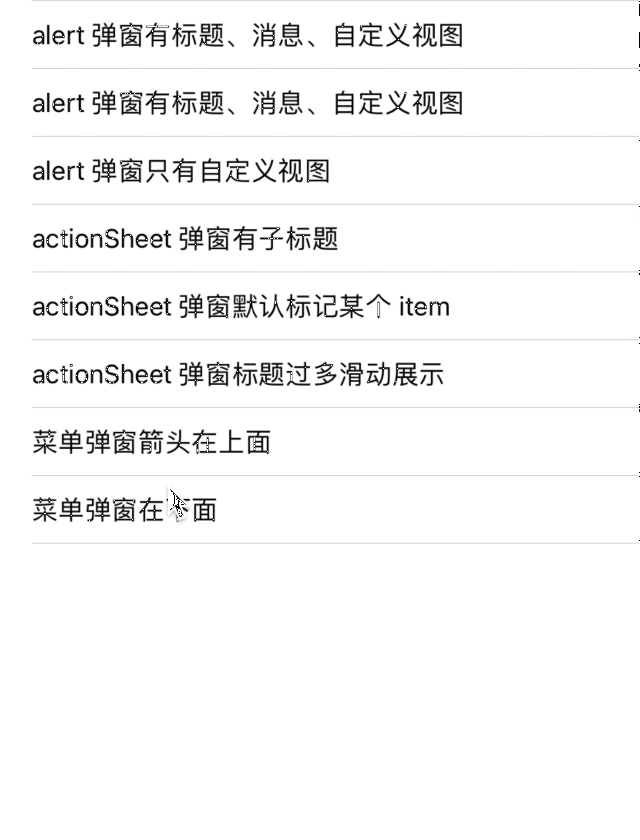 alert 弹窗有标题、消息、自定义视图
alert 弹窗有标题、消息、自定义视图
alert 弹窗只有自定义视图
actionSheet 弹窗有子标题
actionSheet 弹窗默认标记某个 item
actionSheet 弹窗标题过多滑动展示
菜单弹窗箭头在上面
菜单弹窗在下面